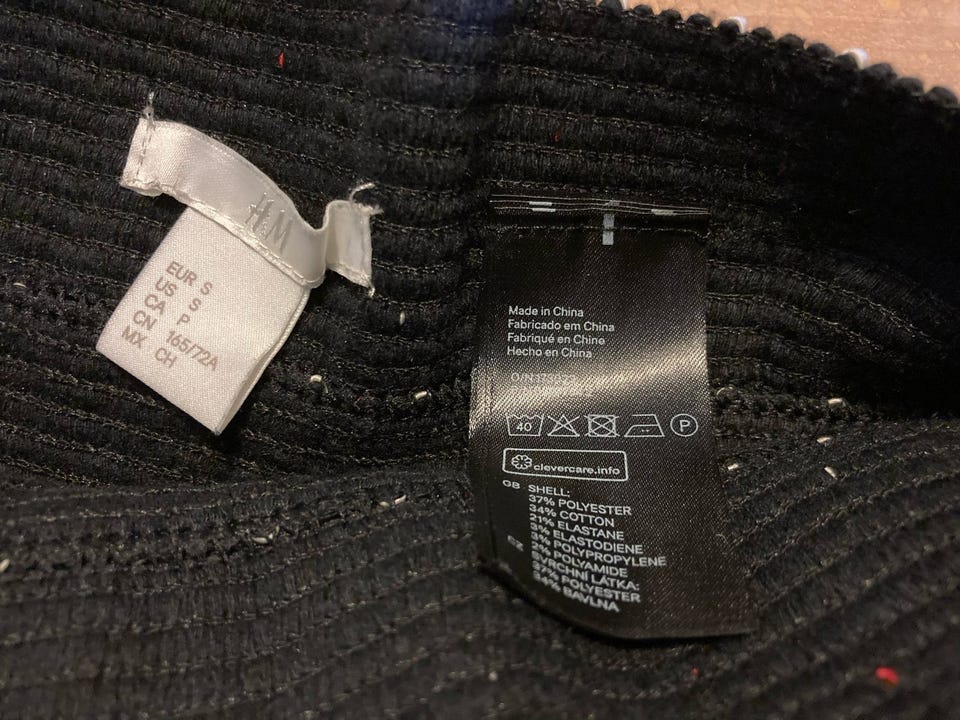 H&M
EUR S
US S
CA P
CN 165/72A
MX CH
Made in China
Fabricado em China
Fabriqué en Chine
Hecho en China
40
P
clevercare.info
GB SHELL:
37% POLYESTER
34% COTTON
21% ELASTANE
3% ELASTODIENE
3% POLYPROPYLENE
2% POLYAMIDE
CZ SVRCHNÍ LÁTKA:
37% POLYESTER
34% BAVLNA